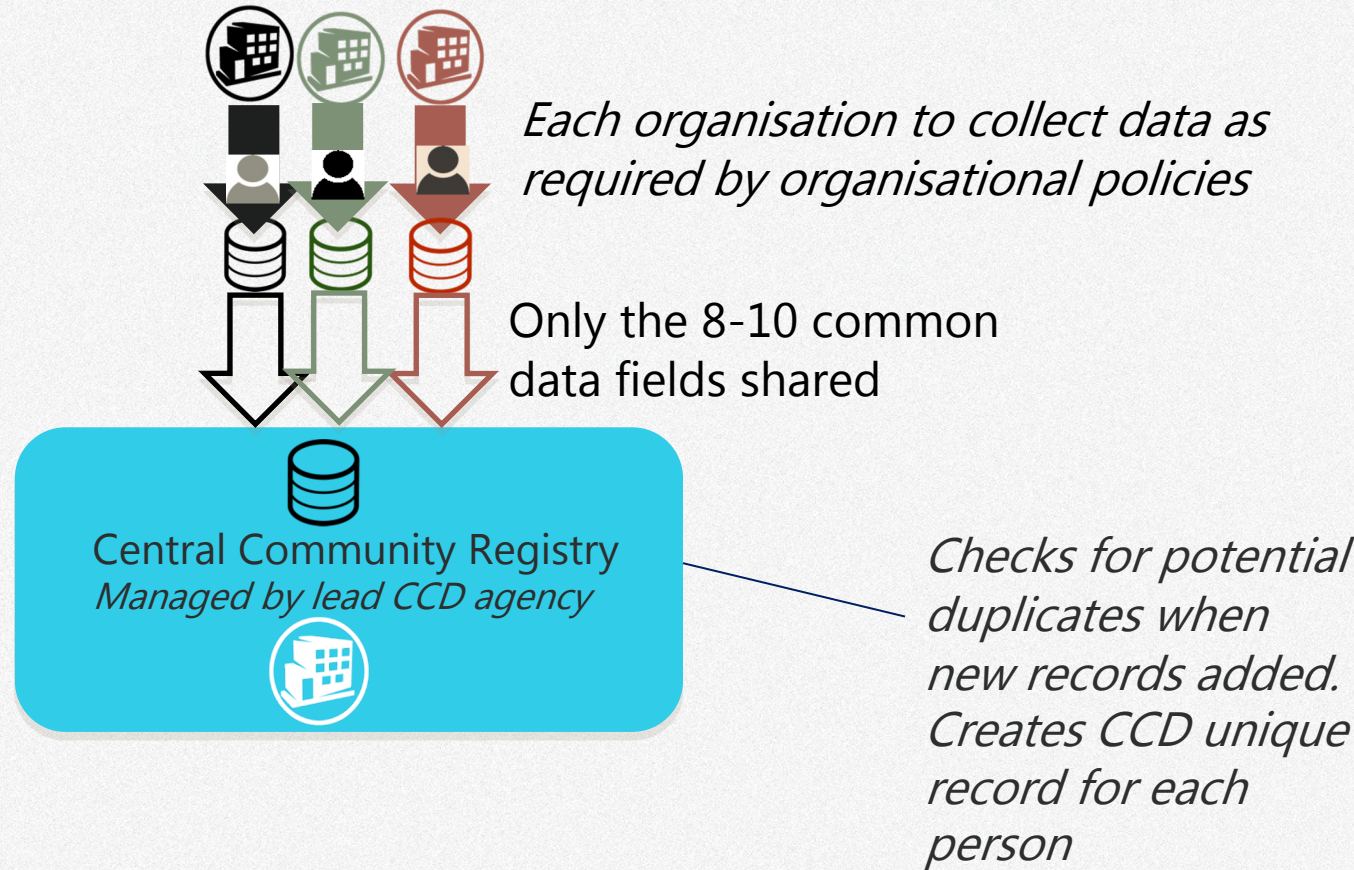 Each organisation to collect data as
required by organisational policies
Only the 8-10 common
data fields shared
Central Community Registry
Managed by lead CCD agency
Checks for potential
duplicates when
new records added.
Creates CCD unique
record for each
person